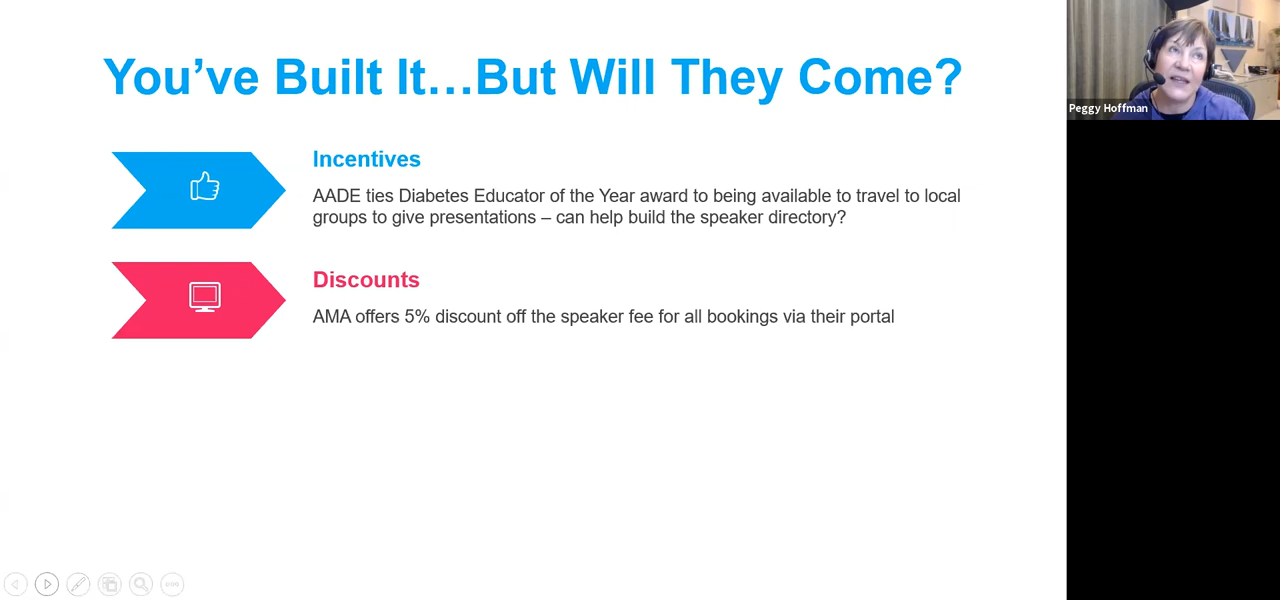 You've Built It…But Will They Come?
Incentives
AADE ties Diabetes Educator of the Year award to being available to travel to local
groups to give presentations – can help build the speaker directory?
Discounts
AMA offers 5% discount off the speaker fee for all bookings via their portal
Peggy Hoffman